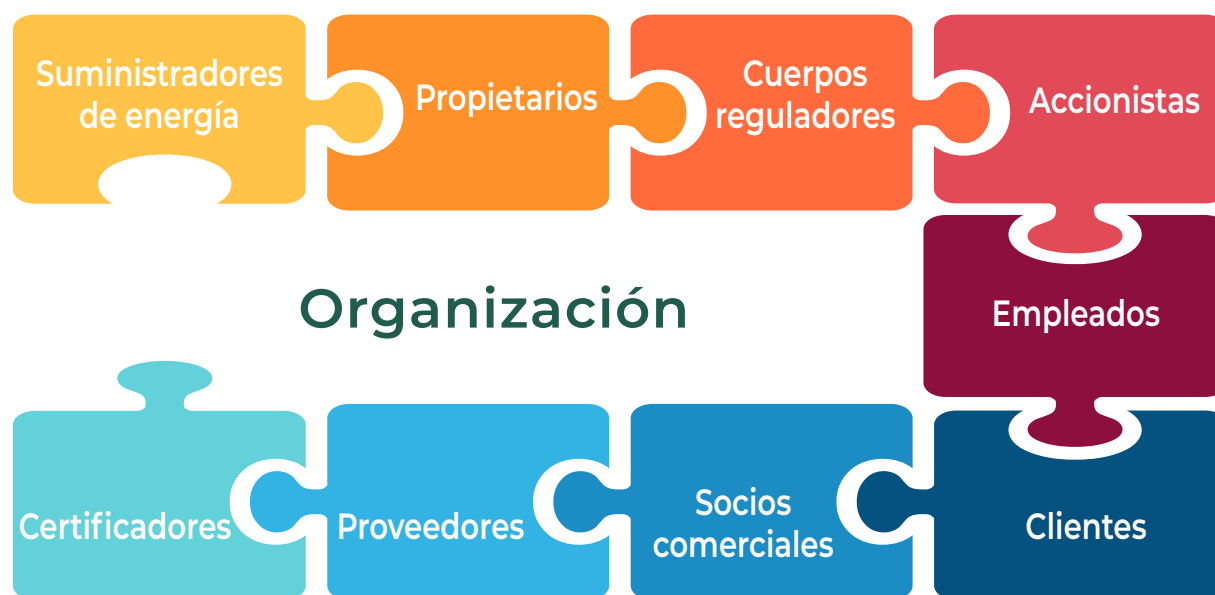 Suministradores
de energía
Propietarios
Cuerpos
reguladores
Accionistas
Organización
Empleados
Certificadores
Proveedores
Socios
comerciales
Clientes